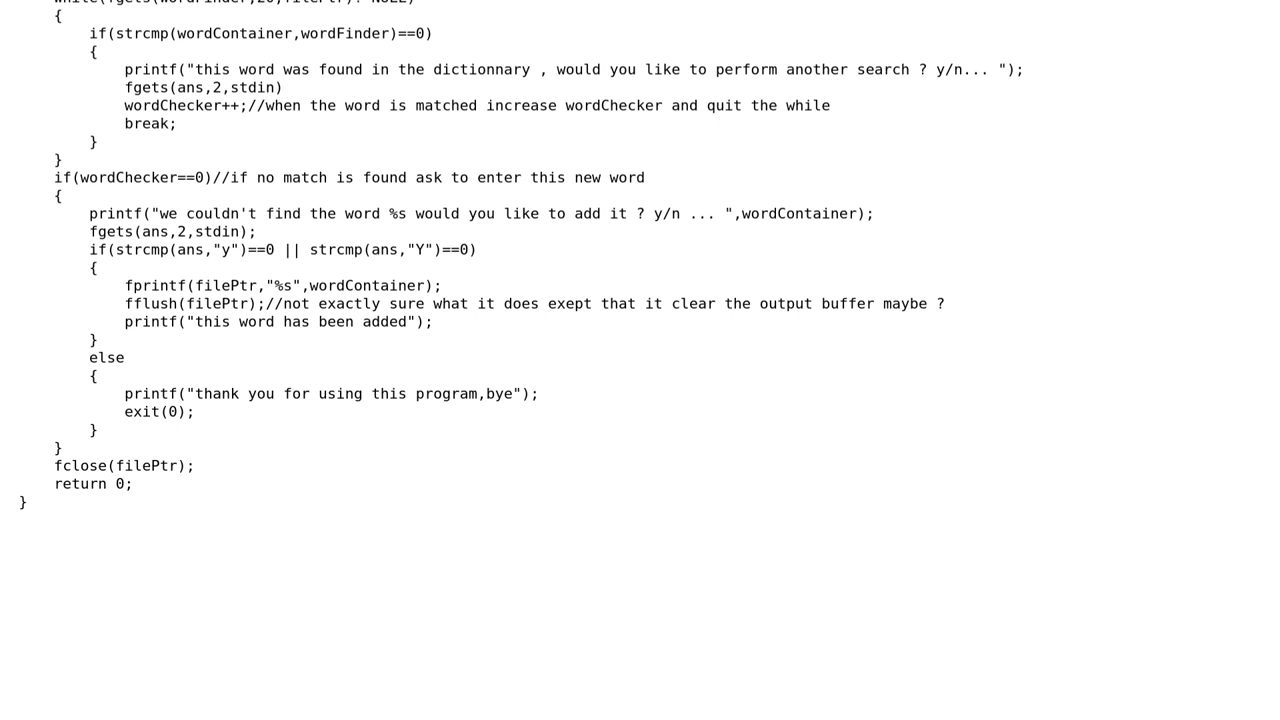 {
if(strcmp(wordContainer,wordFinder)==0)
{
printf("this word was found in the dictionnary , would you like to perform another search ? y/n... ");
fgets(ans,2,stdin)
wordChecker++;//when the word is matched increase wordChecker and quit the while
break;
}
}
if(wordChecker==0)//if no match is found ask to enter this new word
{
printf("we couldn't find the word %s would you like to add it ? y/n ... ",wordContainer);
fgets(ans,2,stdin);
if(strcmp(ans,"y")==0 || strcmp(ans,"Y")==0)
{
fprintf(filePtr,"%s",wordContainer);
fflush(filePtr);//not exactly sure what it does exept that it clear the output buffer maybe ?
printf("this word has been added");
}
else
{
printf("thank you for using this program,bye");
exit(0);
}
}
fclose(filePtr);
return 0;
}